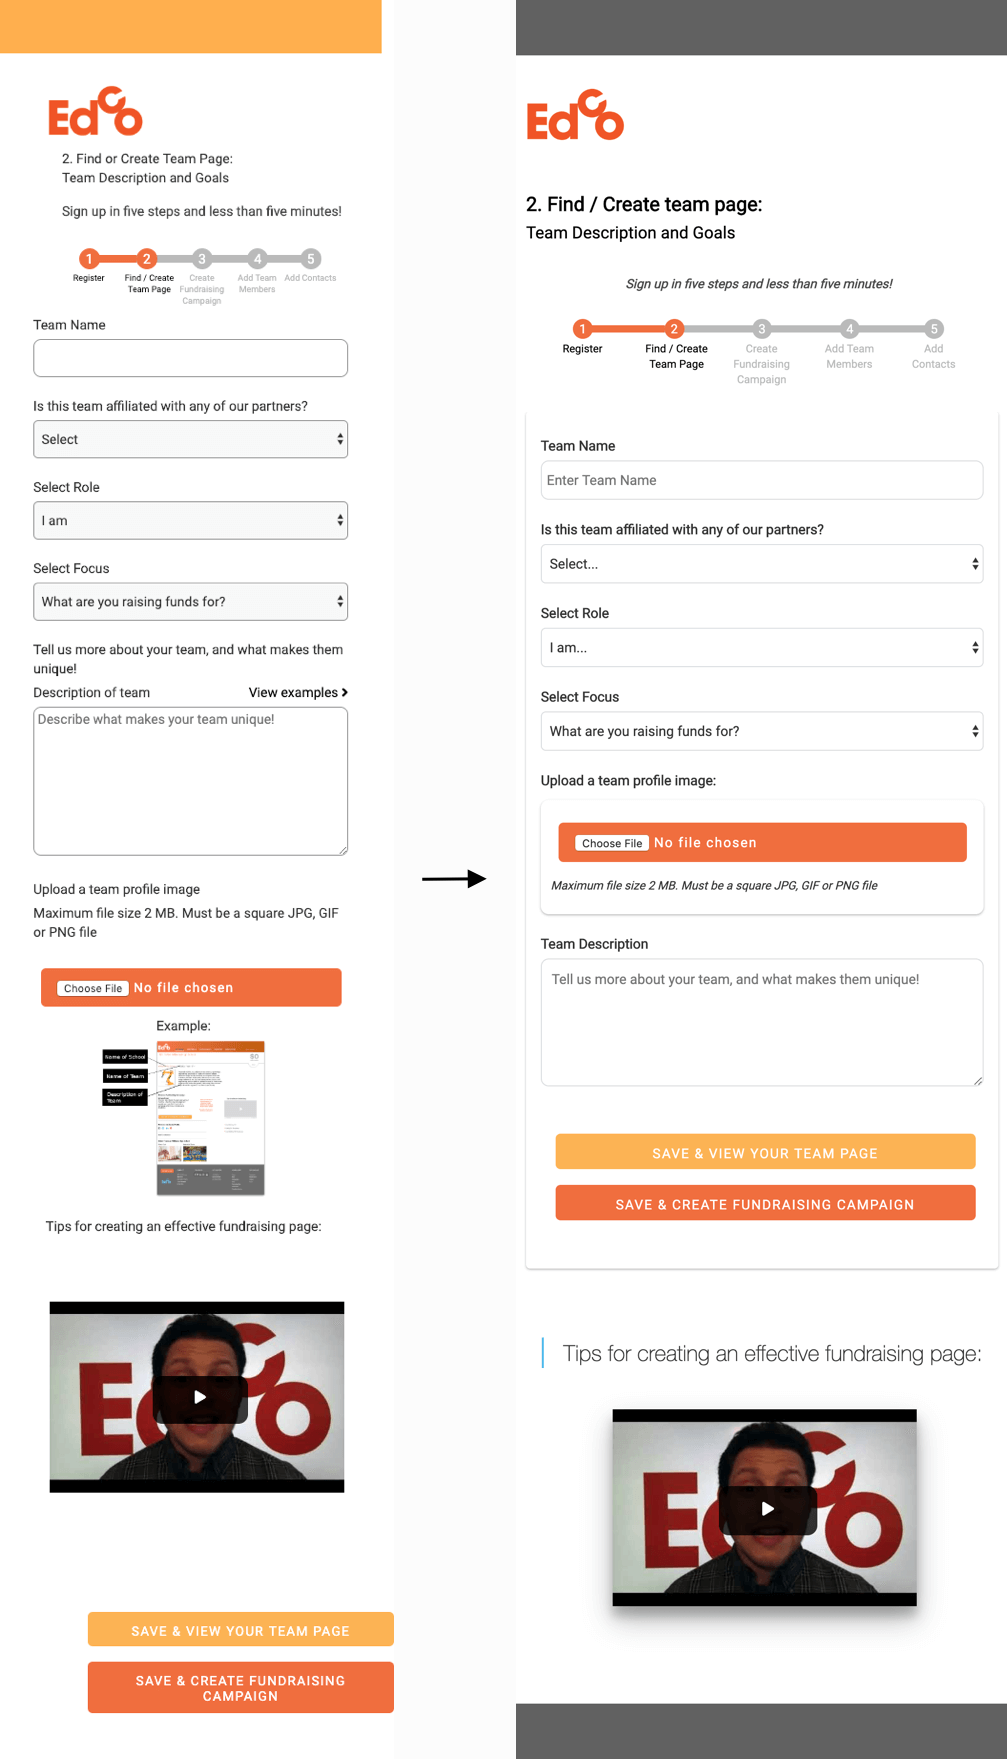 EdCo
2. Find or Create Team Page:
Team Description and Goals
Sign up in five steps and less than five minutes!
1 2 3 4 5
Register Find / Create Create Add Team Add Contacts
Team Page Fundraising Members
Campaign
Team Name
Is this team affiliated with any of our partners?
Select
Select Role
I am
Select Focus
What are you raising funds for?
Tell us more about your team, and what makes them
unique!
Description of team View examples
Describe what makes your team unique!
Upload a team profile image
Maximum file size 2 MB. Must be a square JPG, GIF
or PNG file
Choose File No file chosen
Example:
Name of School
Name of Team
Description of
Team
Tips for creating an effective fundraising page:
EdCo
SAVE & VIEW YOUR TEAM PAGE
SAVE & CREATE FUNDRAISING
CAMPAIGN
EdCo
2. Find / Create team page:
Team Description and Goals
Sign up in five steps and less than five minutes!
1 2 3 4 5
Register Find / Create Create Add Team Add
Team Page Fundraising Members Contacts
Campaign
Team Name
Enter Team Name
Is this team affiliated with any of our partners?
Select...
Select Role
I am...
Select Focus
What are you raising funds for?
Upload a team profile image:
Choose File No file chosen
Maximum file size 2 MB. Must be a square JPG, GIF or PNG file
Team Description
Tell us more about your team, and what makes them unique!
SAVE & VIEW YOUR TEAM PAGE
SAVE & CREATE FUNDRAISING CAMPAIGN
Tips for creating an effective fundraising page:
EdCo